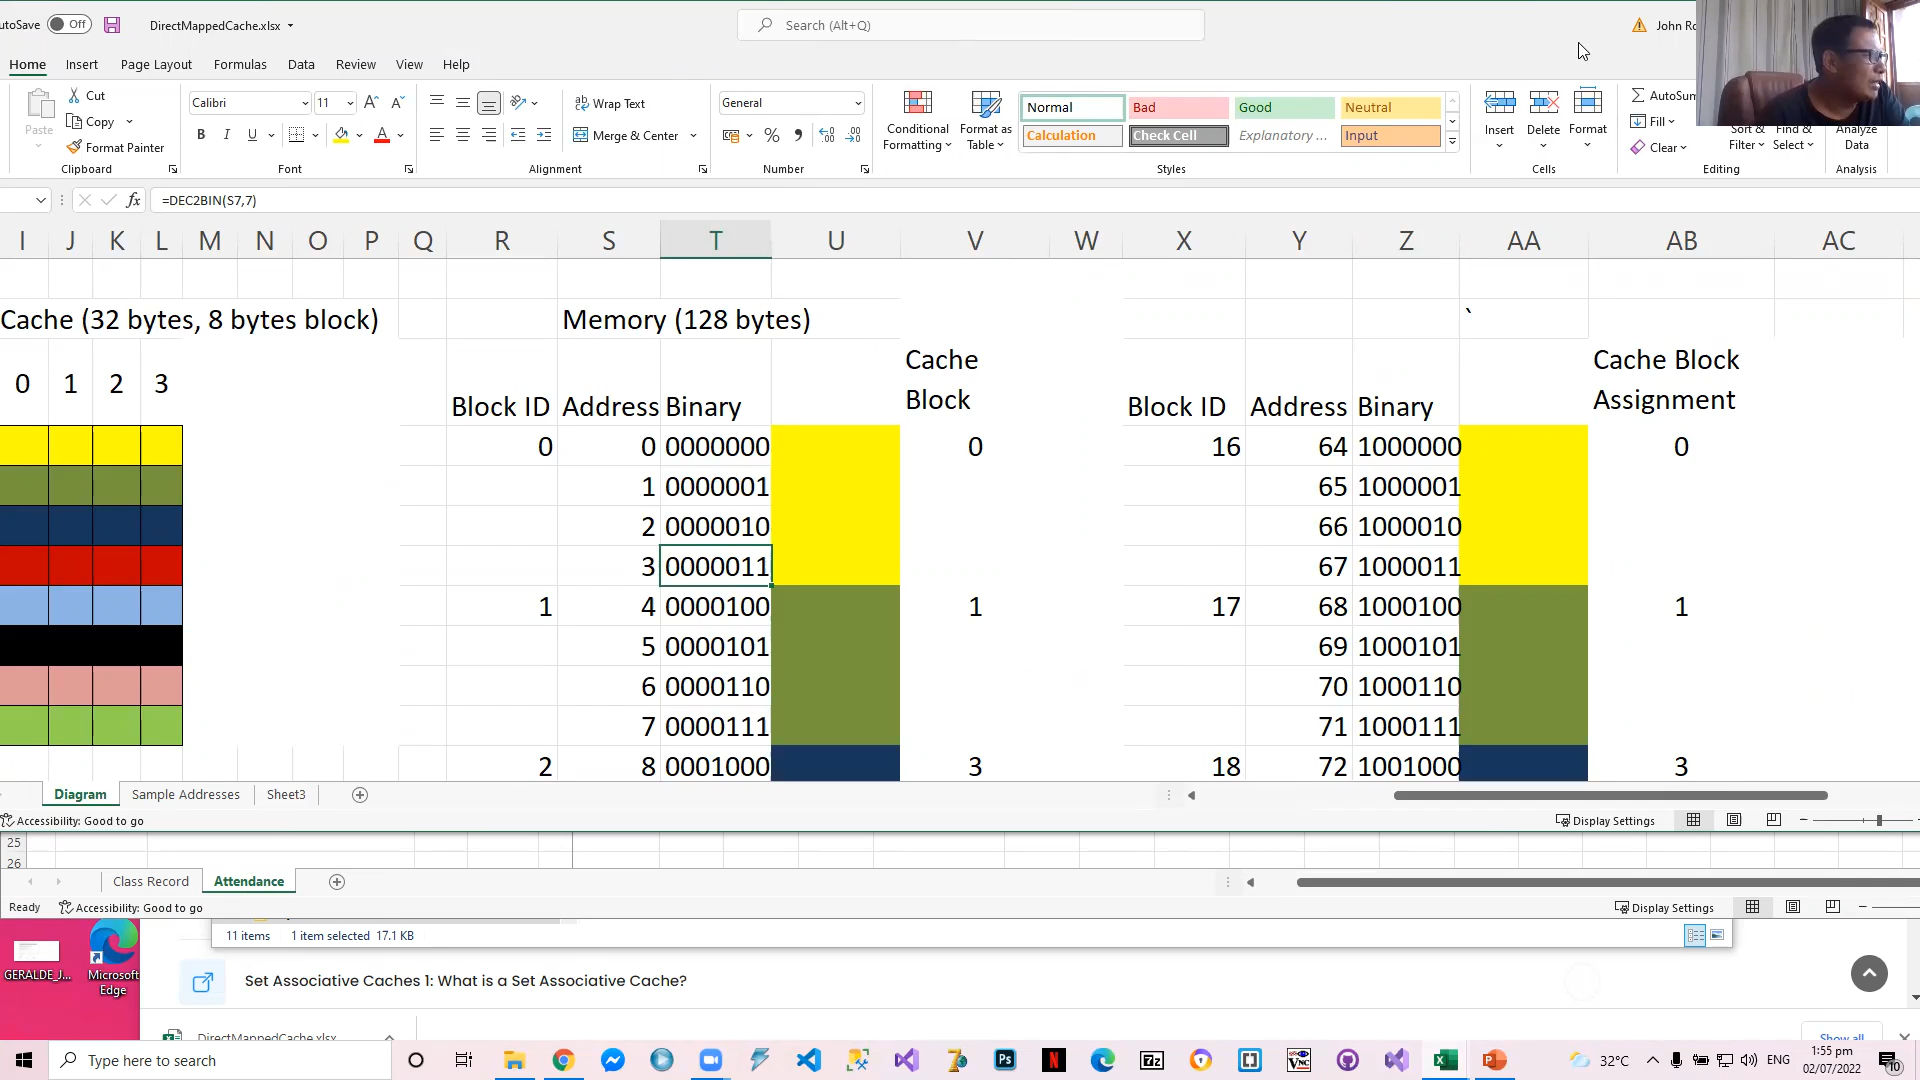 utoSave Off DirectMappedCache.xlsx Search (Alt+Q) John Ro
Home Insert Page Layout Formulas Data Review View Help
Paste Cut Copy Format Painter
Calibri 11 Wrap Text General
B I U Merge & Center % ,
Conditional Formatting Format as Table
Normal Bad Good Neutral
Calculation Check Cell Explanatory ... Input
Insert Delete Format
AutoSum Fill Clear
Sort & Filter Find & Select Analyze Data
Clipboard Font Alignment Number Styles Cells Editing Analysis
fx =DEC2BIN(S7,7)
I J K L M N O P Q R S T U V W X Y Z AA AB AC
Cache (32 bytes, 8 bytes block) Memory (128 bytes) `
0 1 2 3
Block ID Address Binary Cache Block Block ID Address Binary Cache Block Assignment
0 0 0000000 0 16 64 1000000 0
1 0000001 65 1000001
2 0000010 66 1000010
3 0000011 67 1000011
1 4 0000100 1 17 68 1000100 1
5 0000101 69 1000101
6 0000110 70 1000110
7 0000111 71 1000111
2 8 0001000 3 18 72 1001000 3
Diagram Sample Addresses Sheet3
Accessibility: Good to go Display Settings
25
26
Class Record Attendance
Ready Accessibility: Good to go Display Settings
11 items 1 item selected 17.1 KB
GERALDE_J... Microsoft Edge
Set Associative Caches 1: What is a Set Associative Cache?
DirectMappedCache.xlsx Show all
Type here to search 32°C ENG 1:55 pm
02/07/2022 10